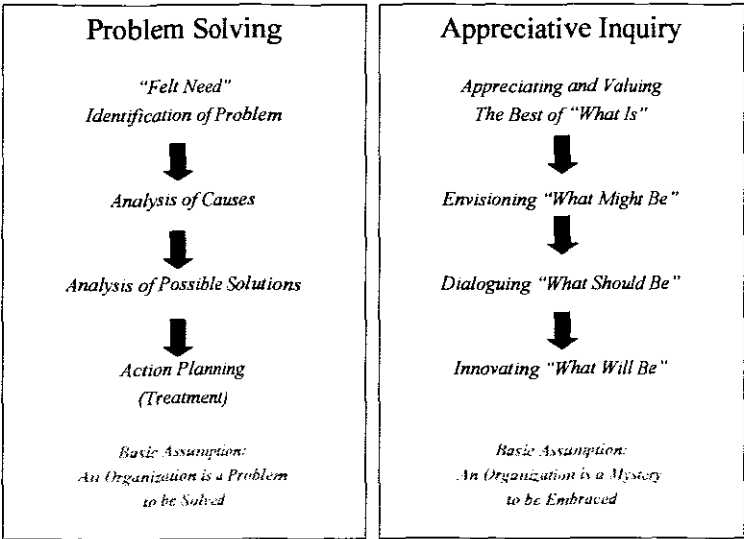 Problem Solving
"Felt Need"
Identification of Problem
Analysis of Causes
Analysis of Possible Solutions
Action Planning
(Treatment)
Basic Assumption:
An Organization is a Problem
to be Solved
Appreciative Inquiry
Appreciating and Valuing
The Best of "What Is"
Envisioning "What Might Be"
Dialoguing "What Should Be"
Innovating "What Will Be"
Basic Assumption:
An Organization is a Mystery
to be Embraced